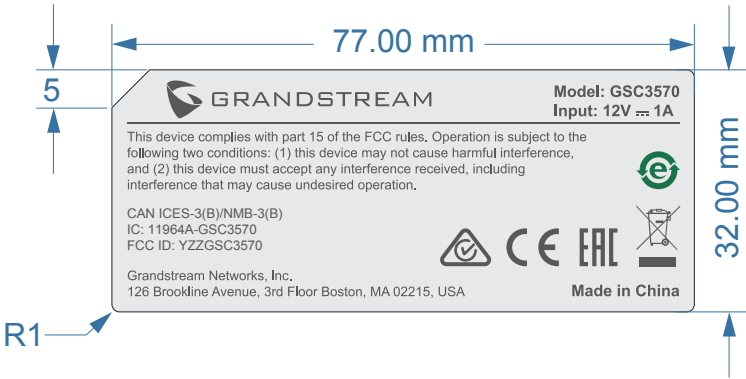 77.00 mm
5
GRANDSTREAM
Model: GSC3570
Input: 12V ⎓ 1A
This device complies with part 15 of the FCC rules. Operation is subject to the
following two conditions: (1) this device may not cause harmful interference,
and (2) this device must accept any interference received, including
interference that may cause undesired operation.
e
CAN ICES-3(B)/NMB-3(B)
IC: 11964A-GSC3570
FCC ID: YZZGSC3570
CE EAC
32.00 mm
Grandstream Networks, Inc.
126 Brookline Avenue, 3rd Floor Boston, MA 02215, USA
Made in China
R1